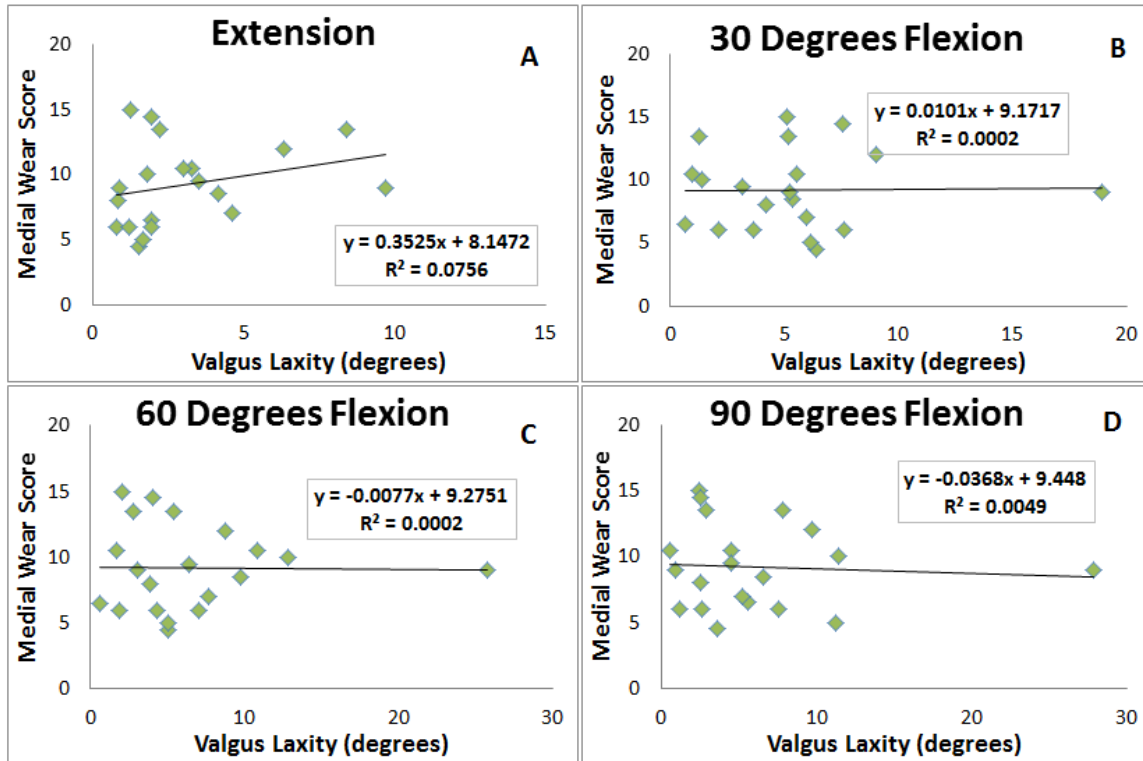 Extension
A
20
15
10
5
0
Medial Wear Score
y = 0.3525x + 8.1472
R² = 0.0756
0 5 10 15
Valgus Laxity (degrees)
30 Degrees Flexion
B
20
15
10
5
0
Medial Wear Score
y = 0.0101x + 9.1717
R² = 0.0002
0 5 10 15 20
Valgus Laxity (degrees)
60 Degrees Flexion
C
20
15
10
5
0
Medial Wear Score
y = -0.0077x + 9.2751
R² = 0.0002
0 10 20 30
Valgus Laxity (degrees)
90 Degrees Flexion
D
20
15
10
5
0
Medial Wear Score
y = -0.0368x + 9.448
R² = 0.0049
0 10 20 30
Valgus Laxity (degrees)